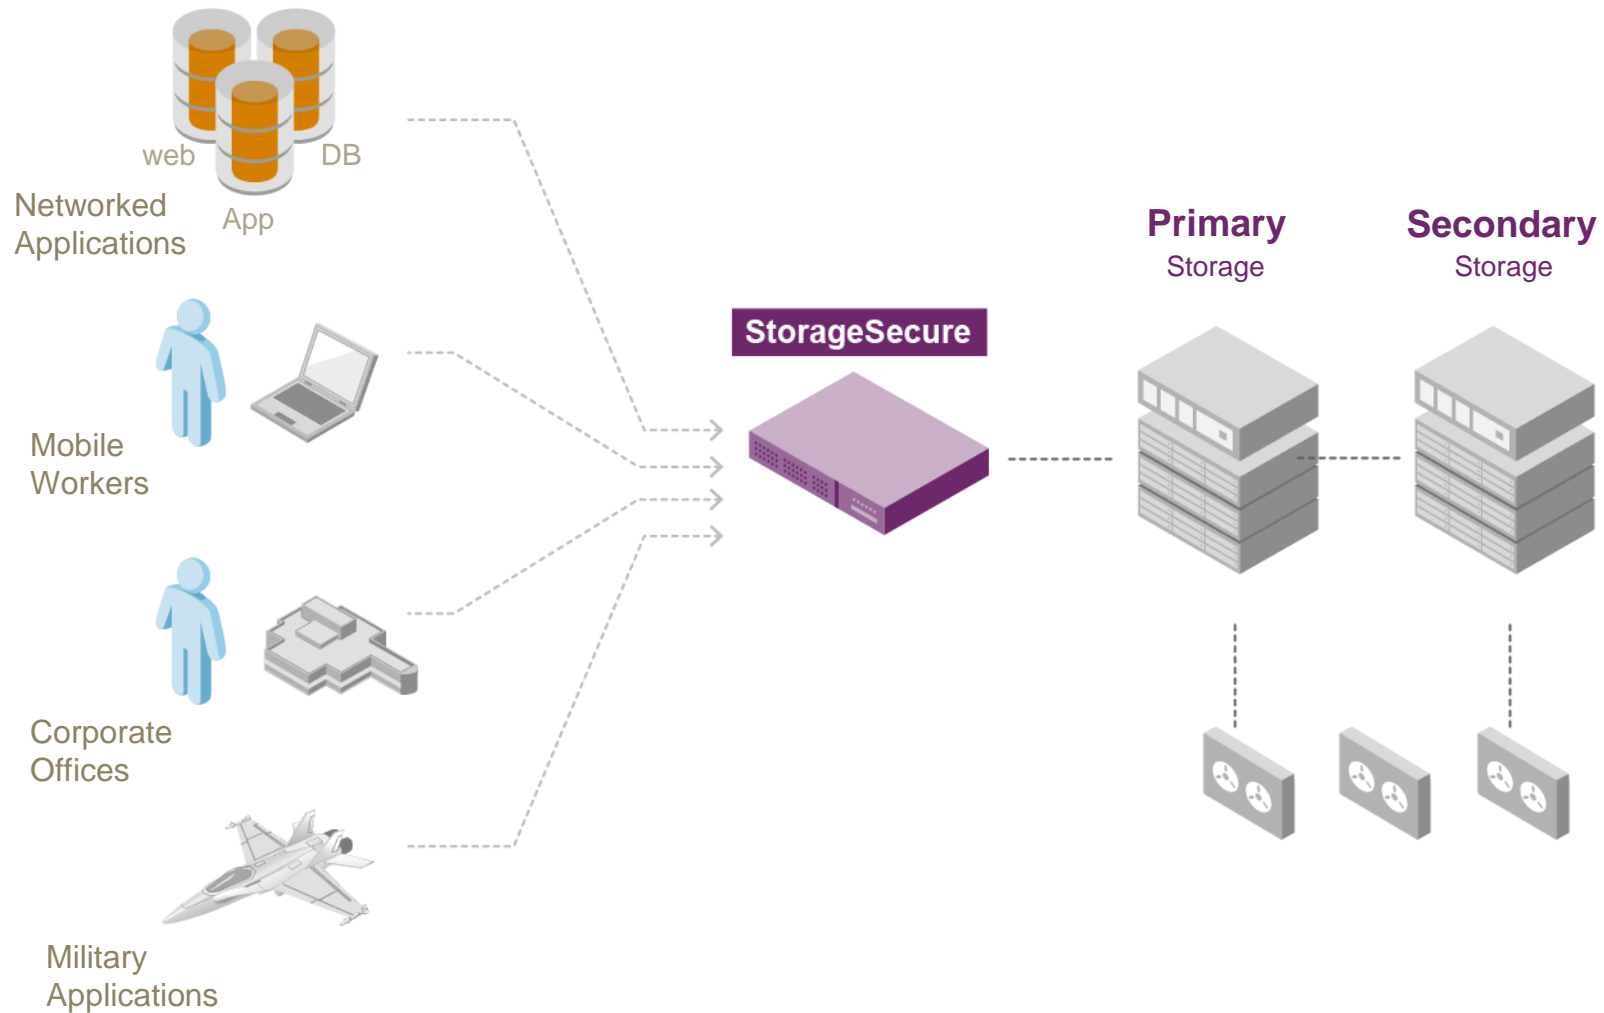 web
DB
App
Networked
Applications
Mobile
Workers
Corporate
Offices
Military
Applications
StorageSecure
Primary
Storage
Secondary
Storage